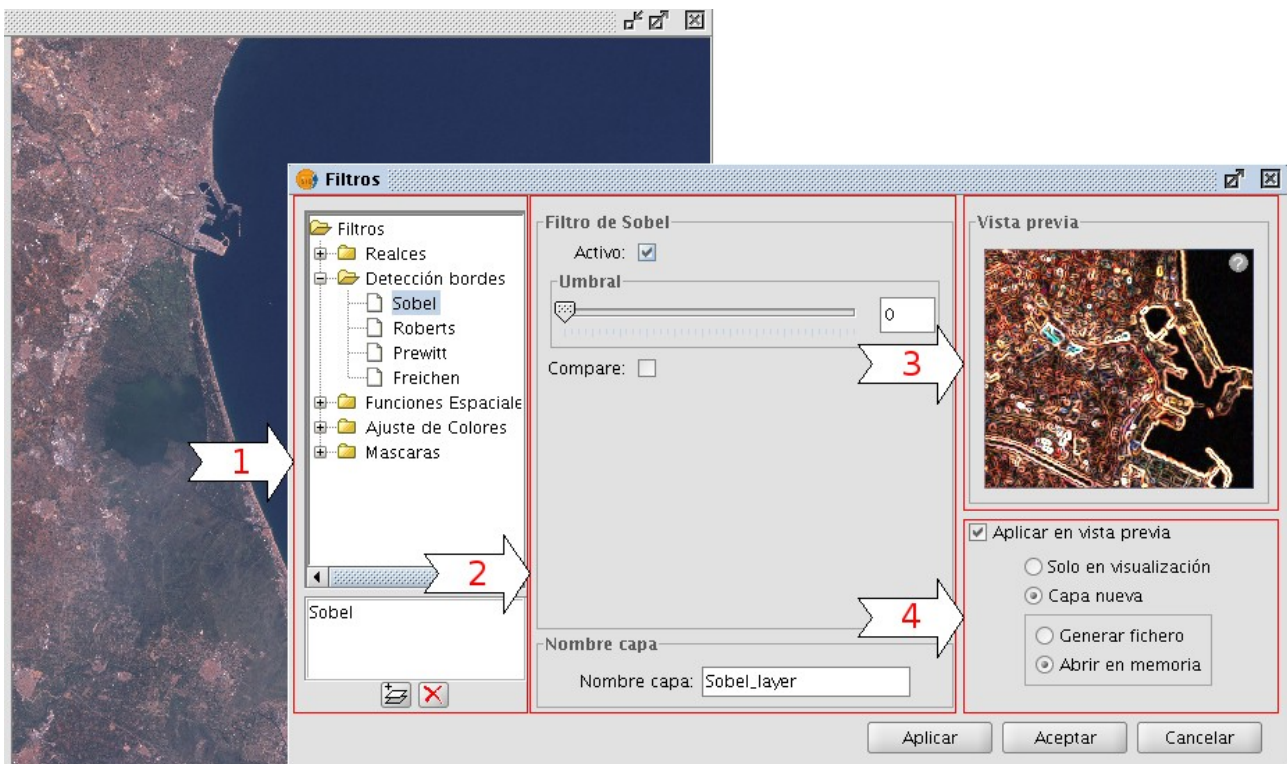 Filtros
Filtros
Realces
Detección bordes
Sobel
Roberts
Prewitt
Freichen
Funciones Espaciale
Ajuste de Colores
Mascaras
1
Sobel
2
Filtro de Sobel
Activo:
Umbral
0
Compare:
Nombre capa
Nombre capa: Sobel_layer
3
Vista previa
?
4
Aplicar en vista previa
Solo en visualización
Capa nueva
Generar fichero
Abrir en memoria
Aplicar
Aceptar
Cancelar